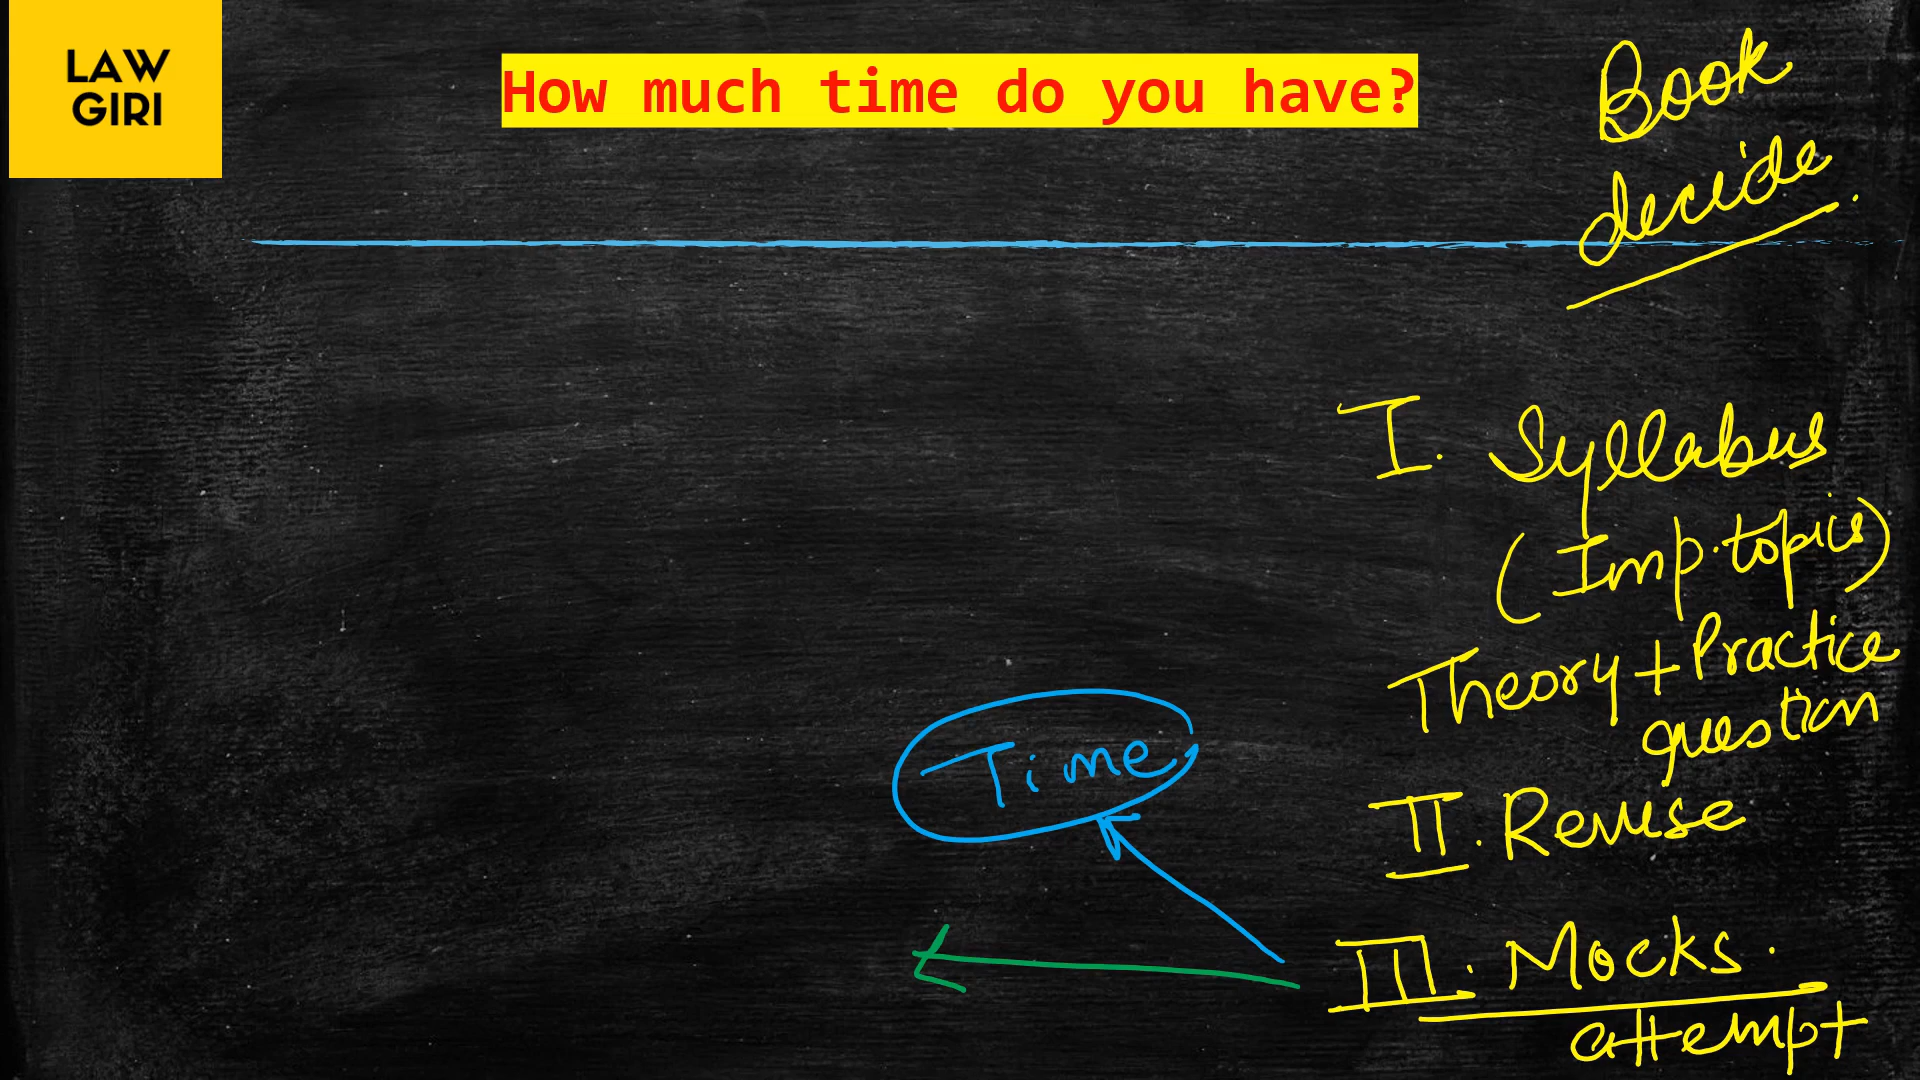 LAW
GIRI
How much time do you have?
Book
decide.
I. Syllabus
(Imp. topics)
Theory + Practice
question
Time
II. Revise
III. Mocks.
attempt